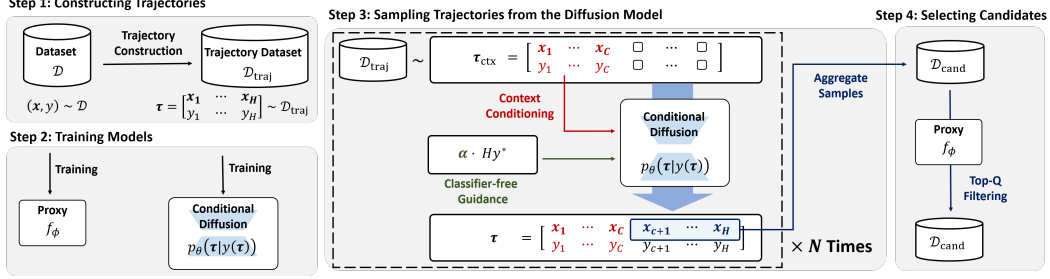 Step 1: Constructing Trajectories
Dataset
𝒟
Trajectory
Construction
Trajectory Dataset
𝒟traj
(x, y) ~ 𝒟
τ = [x1 ⋯ xH
y1 ⋯ yH] ~ 𝒟traj
Step 2: Training Models
Training
Proxy
fϕ
Training
Conditional
Diffusion
pθ(τ|y(τ))
Step 3: Sampling Trajectories from the Diffusion Model
𝒟traj ~
τctx = [x1 ⋯ xC □ ⋯ □
y1 ⋯ yC □ ⋯ □]
Context
Conditioning
α · Hy*
Classifier-free
Guidance
Conditional
Diffusion
pθ(τ|y(τ))
τ = [x1 ⋯ xC xc+1 ⋯ xH
y1 ⋯ yC yc+1 ⋯ yH]
× N Times
Aggregate
Samples
Step 4: Selecting Candidates
𝒟cand
Proxy
fϕ
Top-Q
Filtering
𝒟cand